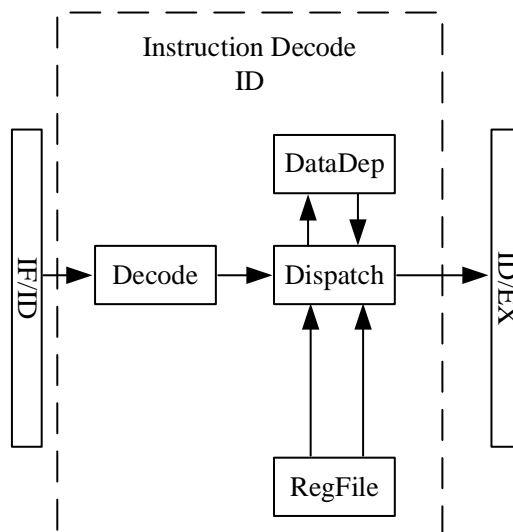 Instruction Decode
ID
DataDep
IF/ID
Decode
Dispatch
ID/EX
RegFile